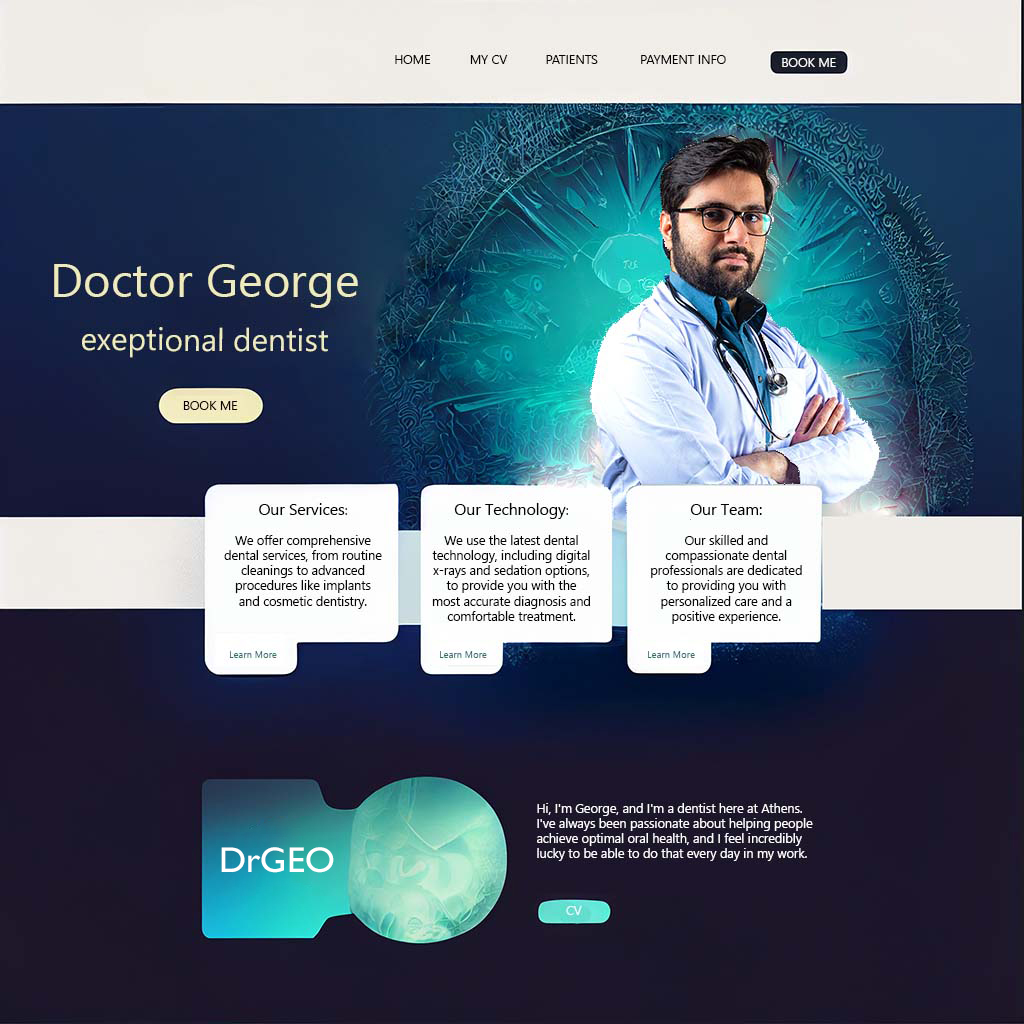 HOME MY CV PATIENTS PAYMENT INFO BOOK ME
Doctor George
exeptional dentist
BOOK ME
Our Services:
We offer comprehensive
dental services, from routine
cleanings to advanced
procedures like implants
and cosmetic dentistry.
Learn More
Our Technology:
We use the latest dental
technology, including digital
x-rays and sedation options,
to provide you with the
most accurate diagnosis and
comfortable treatment.
Learn More
Our Team:
Our skilled and
compassionate dental
professionals are dedicated
to providing you with
personalized care and a
positive experience.
Learn More
DrGEO
Hi, I'm George, and I'm a dentist here at Athens.
I've always been passionate about helping people
achieve optimal oral health, and I feel incredibly
lucky to be able to do that every day in my work.
CV